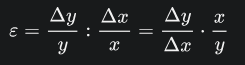 ε = Δy/y : Δx/x = Δy/Δx · x/y